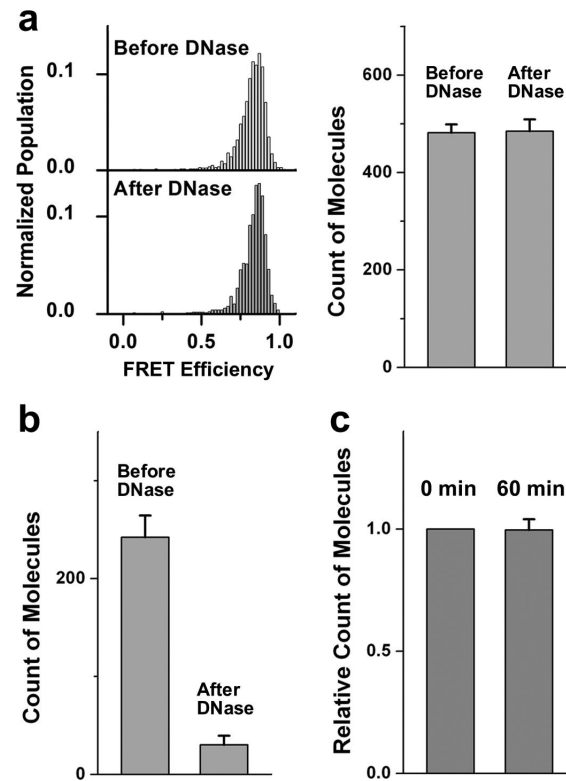 a
Before DNase
0.1
0.0
After DNase
0.1
0.0
0.0 0.5 1.0
FRET Efficiency
Normalized Population
600
400
200
0
Count of Molecules
Before
DNase
After
DNase
b
Before
DNase
200
0
Count of Molecules
After
DNase
c
0 min 60 min
1.0
0.5
0.0
Relative Count of Molecules